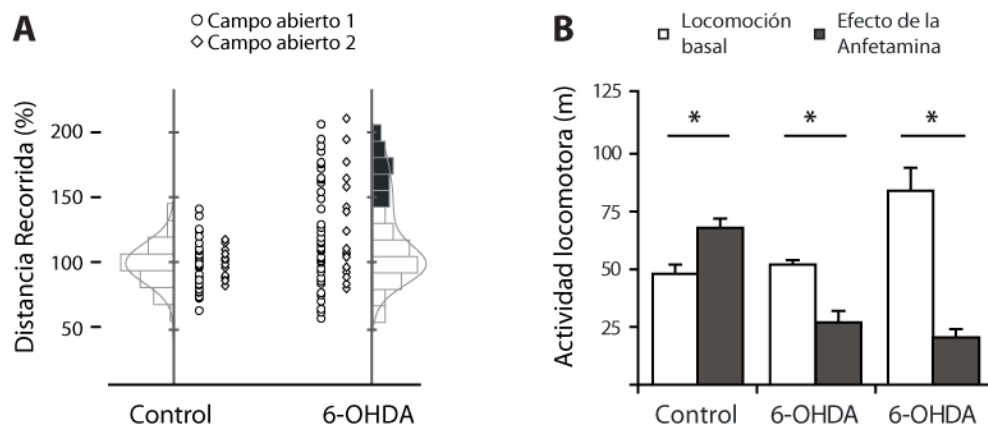 A
○ Campo abierto 1
◇ Campo abierto 2
Distancia Recorrida (%)
200
150
100
50
Control
6-OHDA
B
Locomoción
basal
Efecto de la
Anfetamina
Actividad locomotora (m)
125
100
75
50
25
*
*
*
Control
6-OHDA
6-OHDA